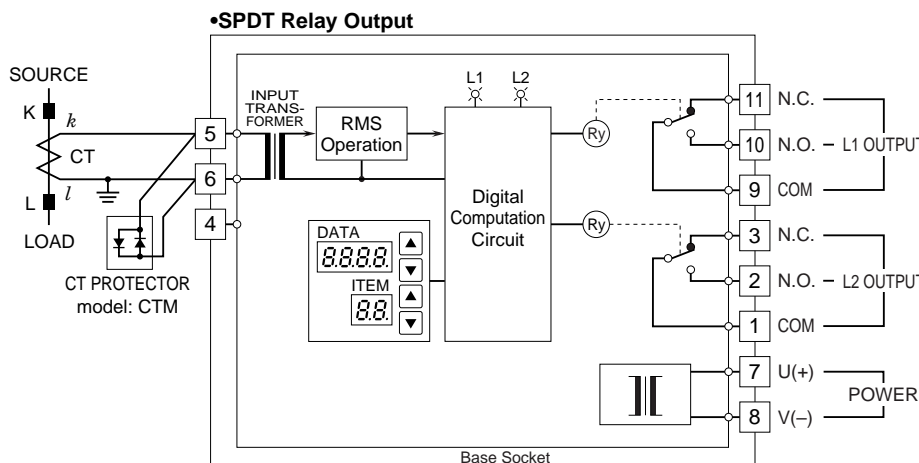 •SPDT Relay Output
SOURCE
K
k
CT
L
l
LOAD
CT PROTECTOR
model: CTM
5
6
4
INPUT
TRANS-
FORMER
RMS
Operation
L1
L2
Digital
Computation
Circuit
DATA
8.8.8.8.
ITEM
8.8.
Ry
Ry
11 N.C.
10 N.O. L1 OUTPUT
9 COM
3 N.C.
2 N.O. L2 OUTPUT
1 COM
7 U(+)
POWER
8 V(–)
Base Socket